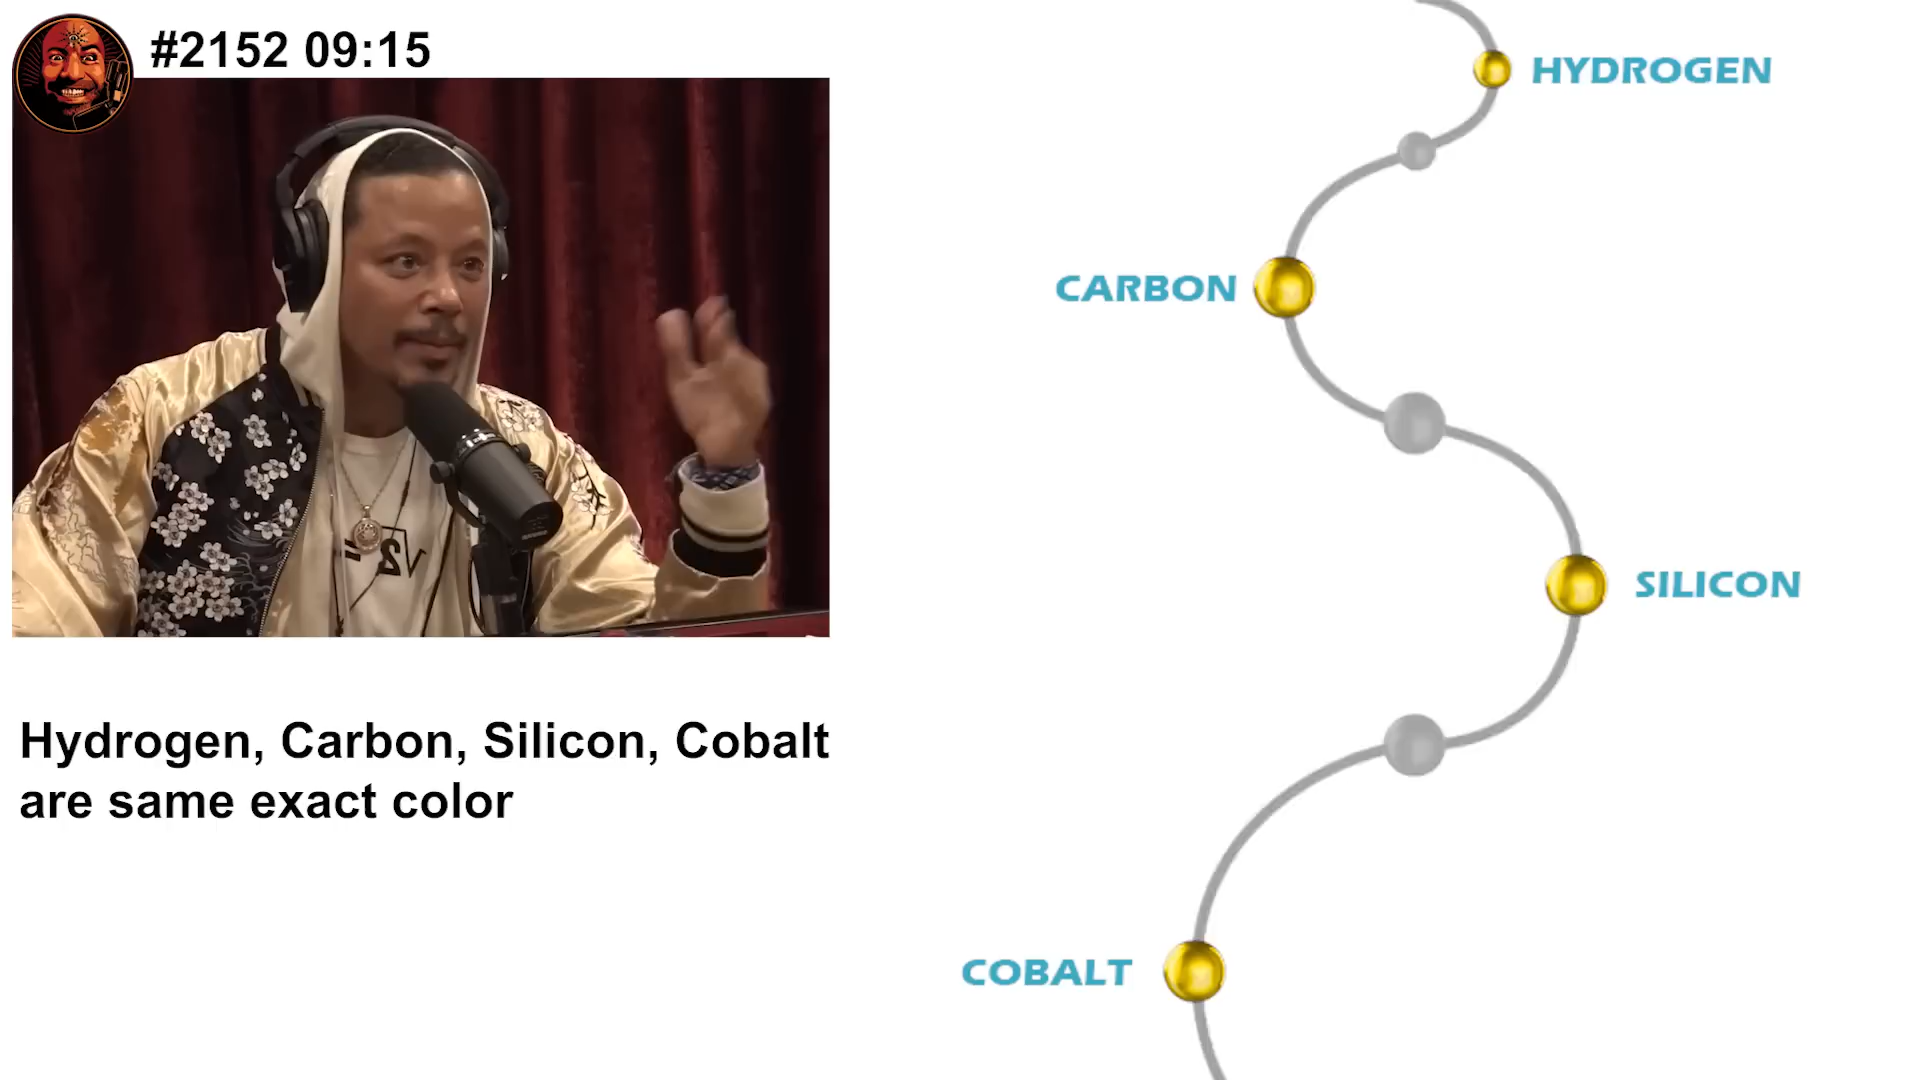 #2152 09:15
HYDROGEN
CARBON
SILICON
COBALT
Hydrogen, Carbon, Silicon, Cobalt
are same exact color